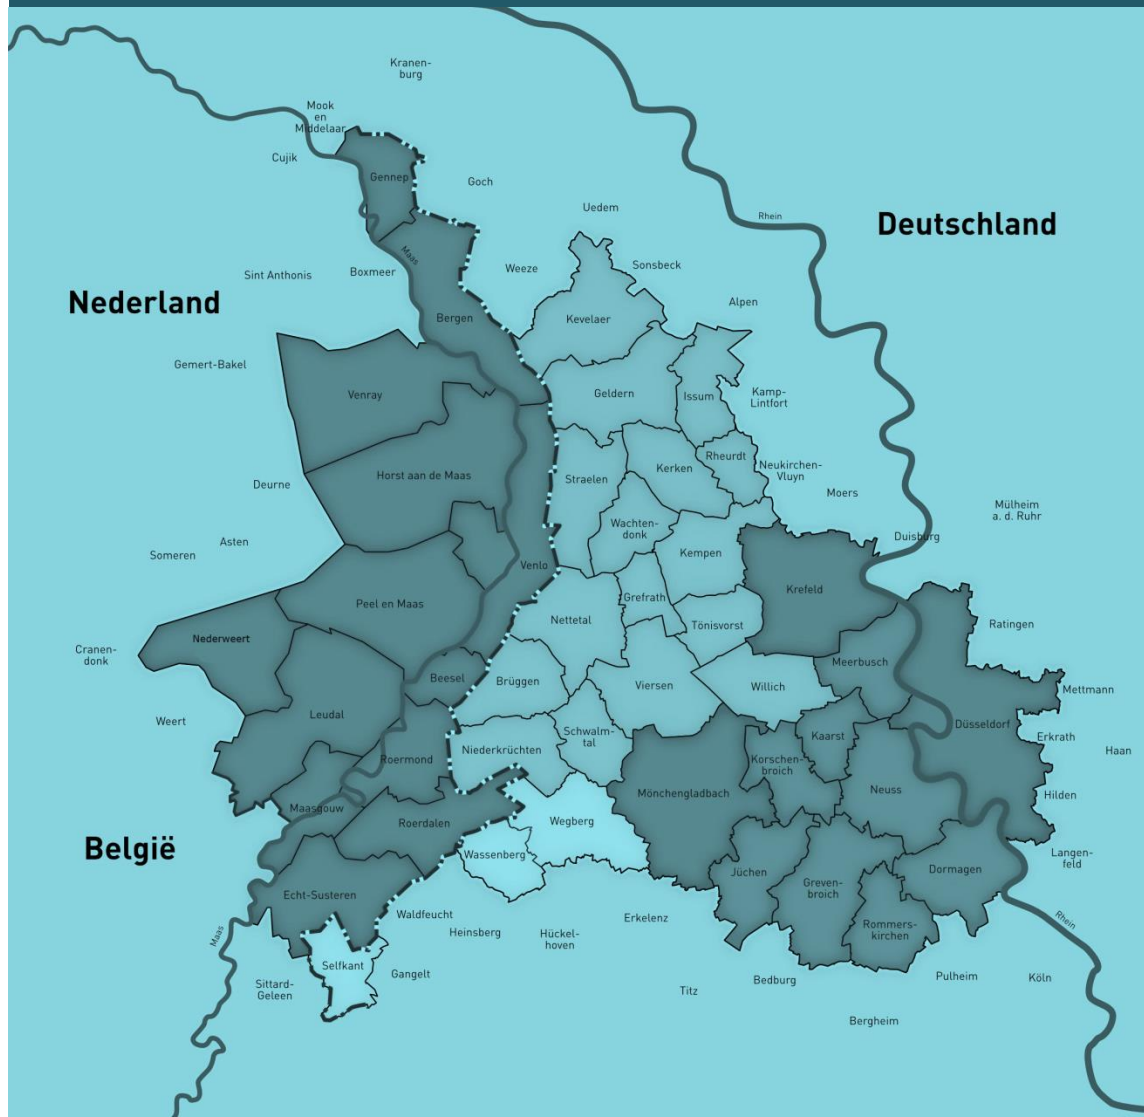 Kranen-
burg
Mook
en
Middelaar
Cujik
Gennep
Goch
Uedem
Rhein
Deutschland
Maas
Sint Anthonis
Boxmeer
Weeze
Sonsbeck
Nederland
Alpen
Bergen
Kevelaer
Gemert-Bakel
Venray
Geldern
Issum
Kamp-
Lintfort
Horst aan de Maas
Kerken
Rheurdt
Neukirchen-
Vluyn
Deurne
Straelen
Moers
Mülheim
a. d. Ruhr
Wachten-
donk
Asten
Someren
Kempen
Duisburg
Venlo
Krefeld
Grefrath
Peel en Maas
Nettetal
Tönisvorst
Ratingen
Nederweert
Cranen-
donk
Meerbusch
Beesel
Brüggen
Viersen
Willich
Mettmann
Leudal
Weert
Düsseldorf
Schwalm-
tal
Kaarst
Erkrath
Haan
Niederkrüchten
Roermond
Korschen-
broich
Mönchengladbach
Neuss
Hilden
Maasgouw
Roerdalen
Wegberg
België
Wassenberg
Langen-
feld
Jüchen
Dormagen
Greven-
broich
Echt-Susteren
Waldfeucht
Erkelenz
Rommers-
kirchen
Rhein
Heinsberg
Hückel-
hoven
Maas
Selfkant
Gangelt
Sittard-
Geleen
Bedburg
Pulheim
Köln
Titz
Bergheim